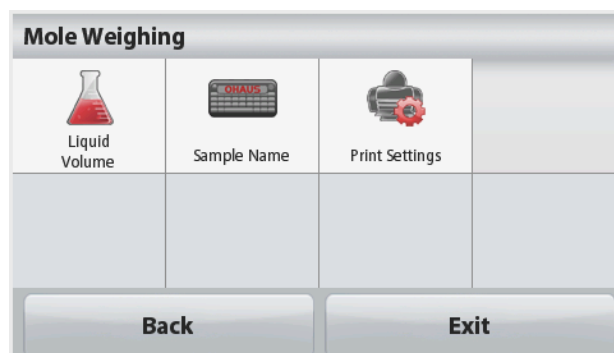 Mole Weighing
OHAUS
Liquid
Volume
Sample Name
Print Settings
Back
Exit